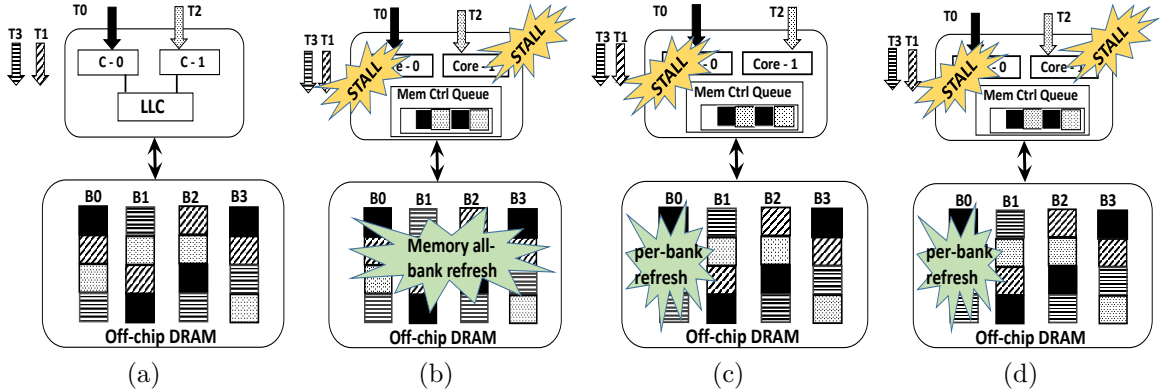 T0
T2
T3 T1
C - 0
C - 1
LLC
B0 B1 B2 B3
Off-chip DRAM
(a)
T0
T2
T3 T1
STALL
STALL
e - 0
Core - 1
Mem Ctrl Queue
B0 B1 B2 B3
Memory all-
bank refresh
Off-chip DRAM
(b)
T0
T2
T3 T1
STALL
- 0
Core - 1
Mem Ctrl Queue
B0 B1 B2 B3
per-bank
refresh
Off-chip DRAM
(c)
T0
T2
T3 T1
STALL
STALL
- 0
Core -
Mem Ctrl Queue
B0 B1 B2 B3
per-bank
refresh
Off-chip DRAM
(d)